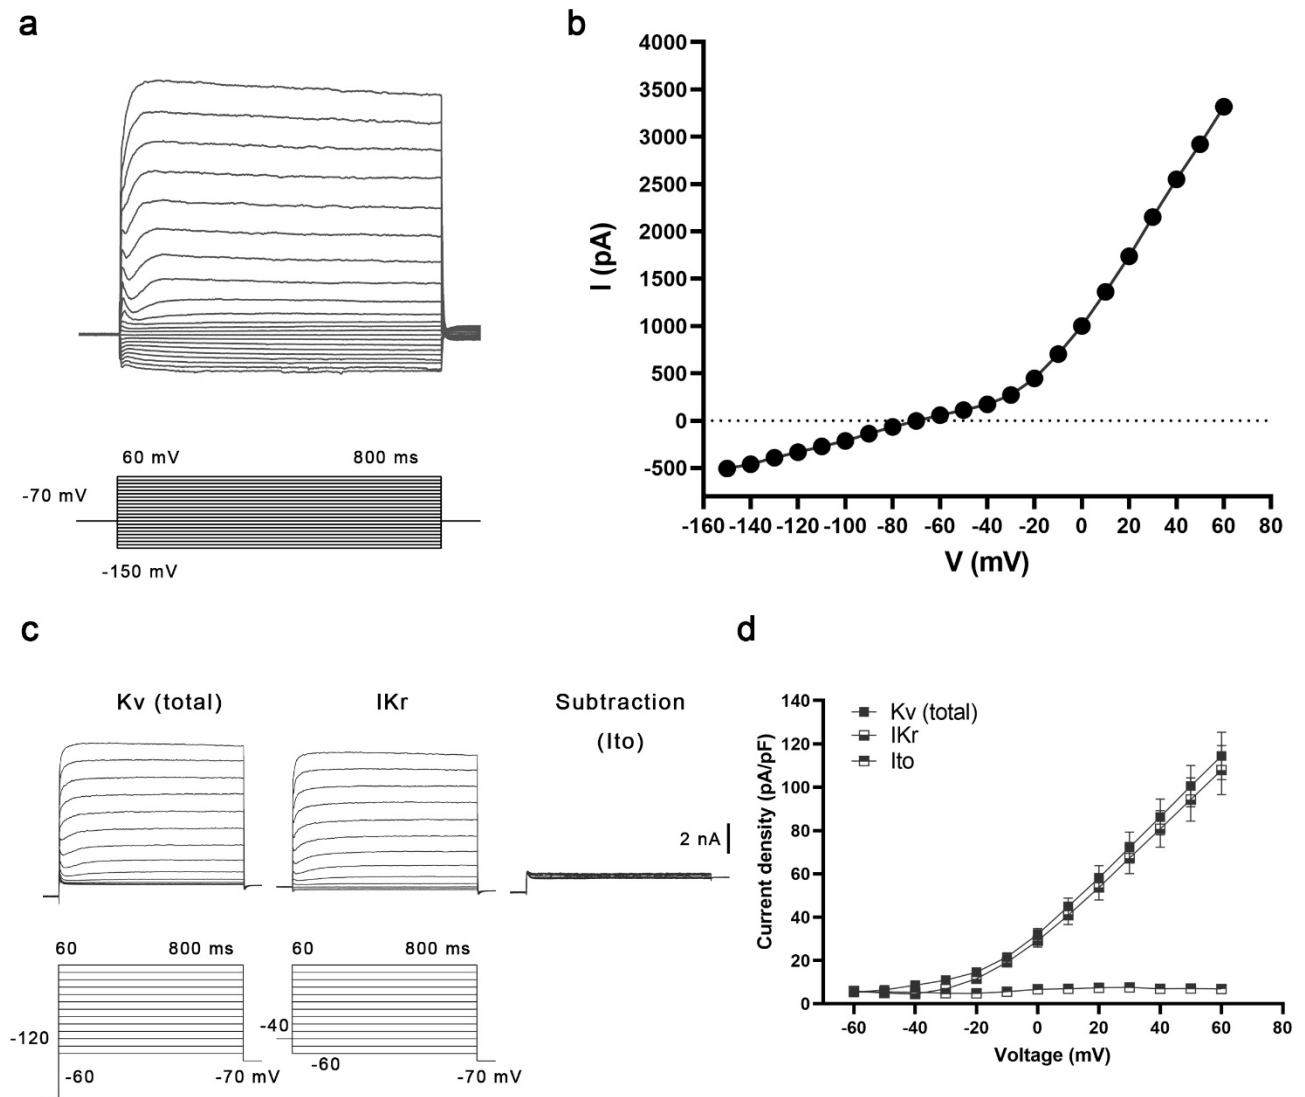 a
60 mV 800 ms
-70 mV
-150 mV
b
4000
3500
3000
2500
2000
1500
1000
500
0
-500
I (pA)
-160 -140 -120 -100 -80 -60 -40 -20 0 20 40 60 80
V (mV)
c
Kv (total) IKr Subtraction
(Ito)
2 nA
60 800 ms 60 800 ms
-120 -40
-60 -70 mV -60 -70 mV
d
140
120
100
80
60
40
20
0
Current density (pA/pF)
Kv (total)
IKr
Ito
-60 -40 -20 0 20 40 60 80
Voltage (mV)